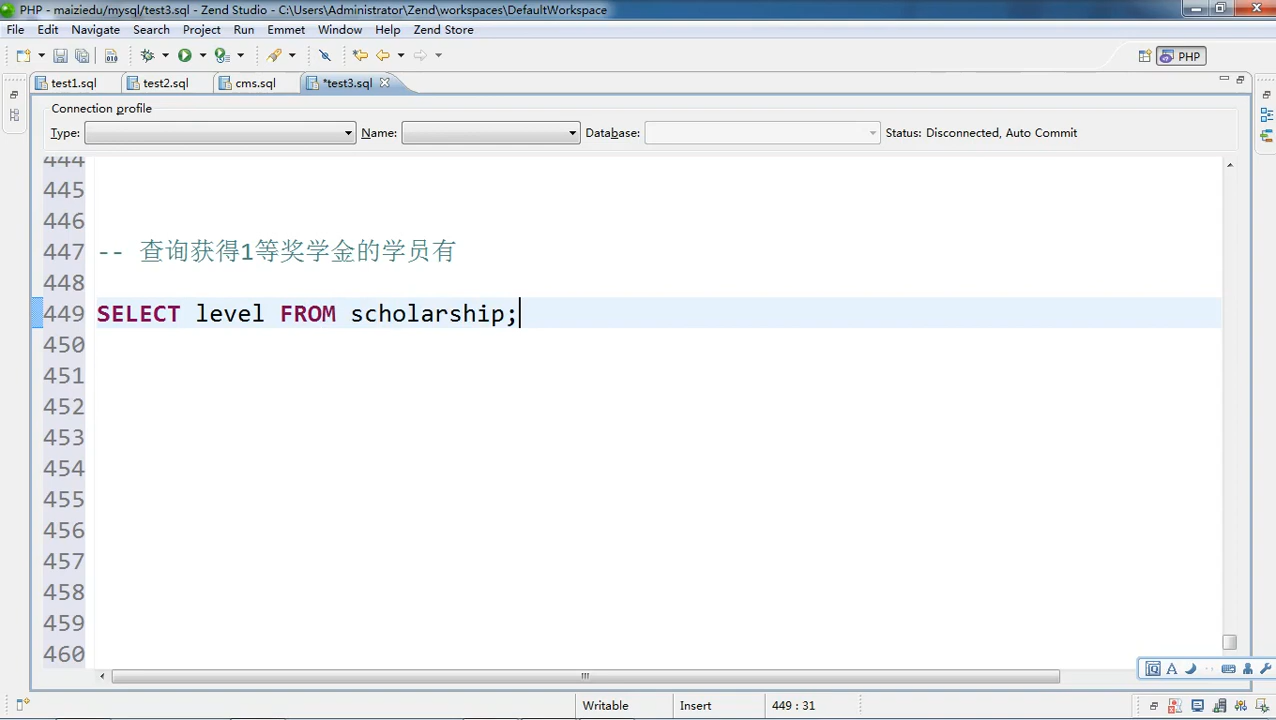 PHP - maiziedu/mysql/test3.sql - Zend Studio - C:\Users\Administrator\Zend\workspaces\DefaultWorkspace
File Edit Navigate Search Project Run Emmet Window Help Zend Store
PHP
test1.sql test2.sql cms.sql *test3.sql
Connection profile
Type: Name: Database: Status: Disconnected, Auto Commit
444
445
446
447 -- 查询获得1等奖学金的学员有
448
449 SELECT level FROM scholarship;
450
451
452
453
454
455
456
457
458
459
460
Writable Insert 449 : 31